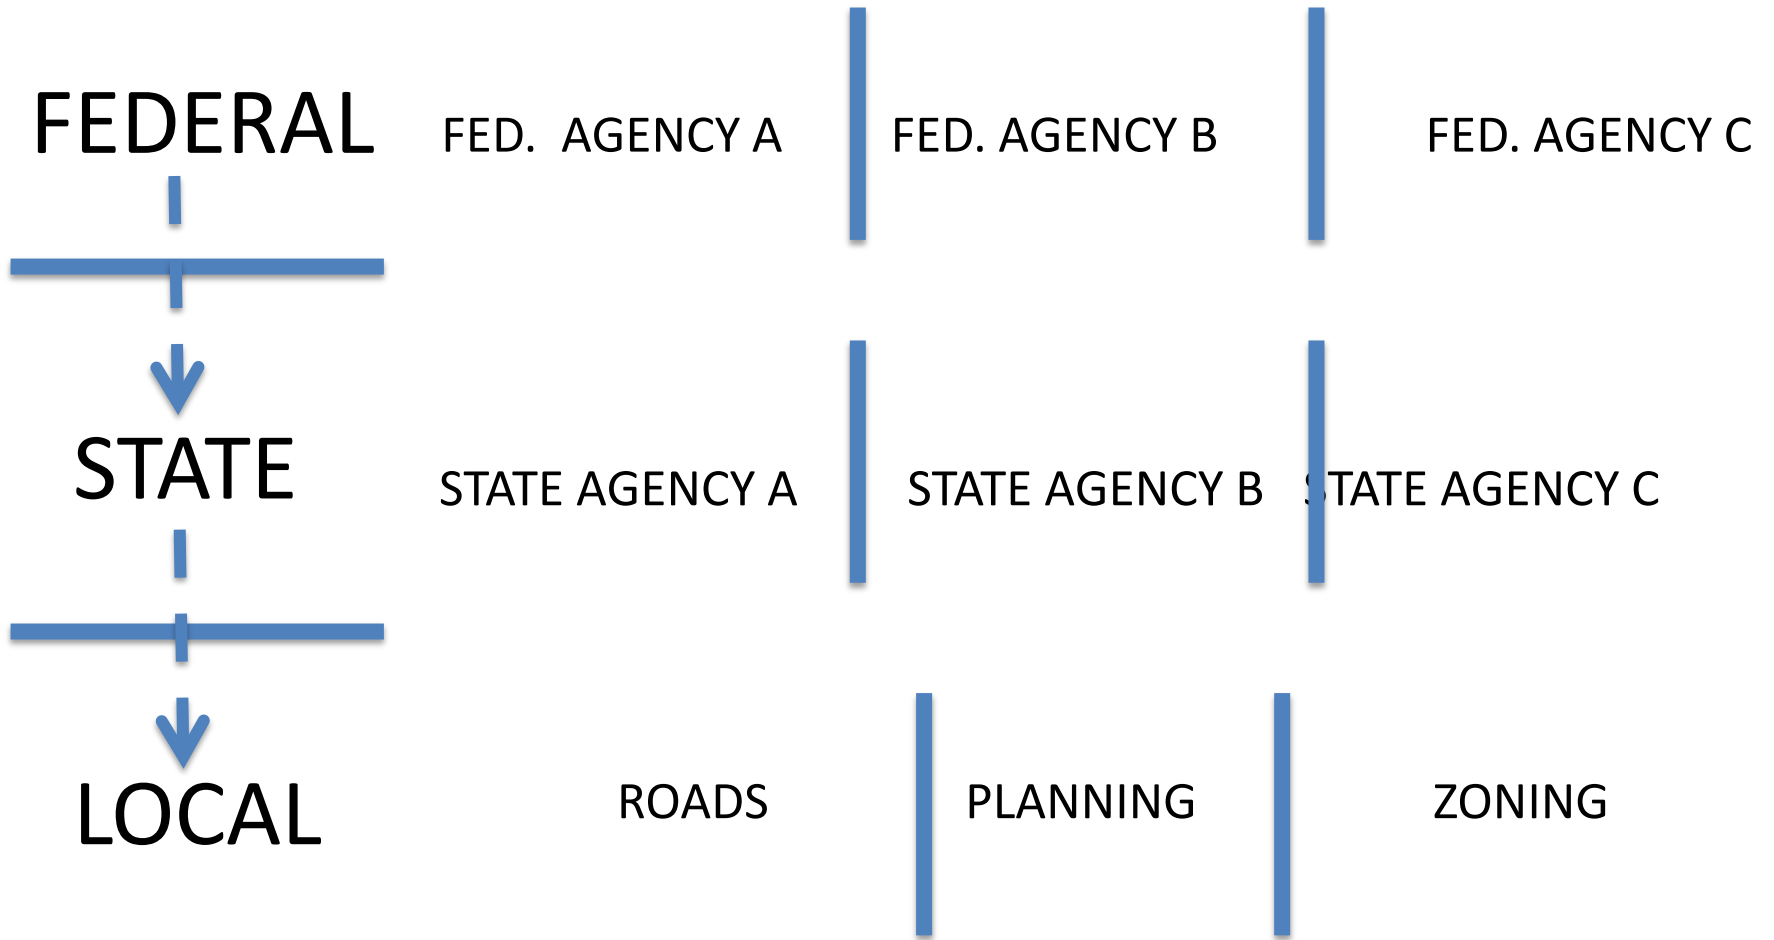 FEDERAL FED. AGENCY A FED. AGENCY B FED. AGENCY C
STATE STATE AGENCY A STATE AGENCY B STATE AGENCY C
LOCAL ROADS PLANNING ZONING